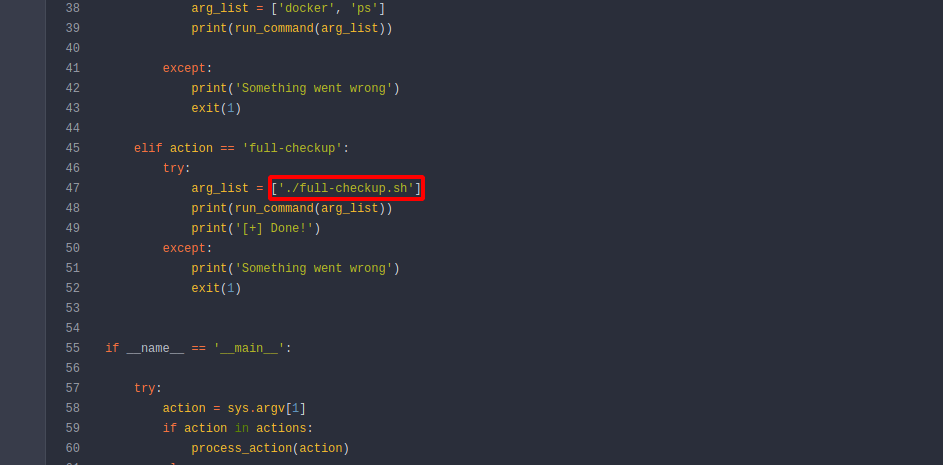 38 arg_list = ['docker', 'ps']
39 print(run_command(arg_list))
40
41 except:
42 print('Something went wrong')
43 exit(1)
44
45 elif action == 'full-checkup':
46 try:
47 arg_list = ['./full-checkup.sh']
48 print(run_command(arg_list))
49 print('[+] Done!')
50 except:
51 print('Something went wrong')
52 exit(1)
53
54
55 if __name__ == '__main__':
56
57 try:
58 action = sys.argv[1]
59 if action in actions:
60 process_action(action)